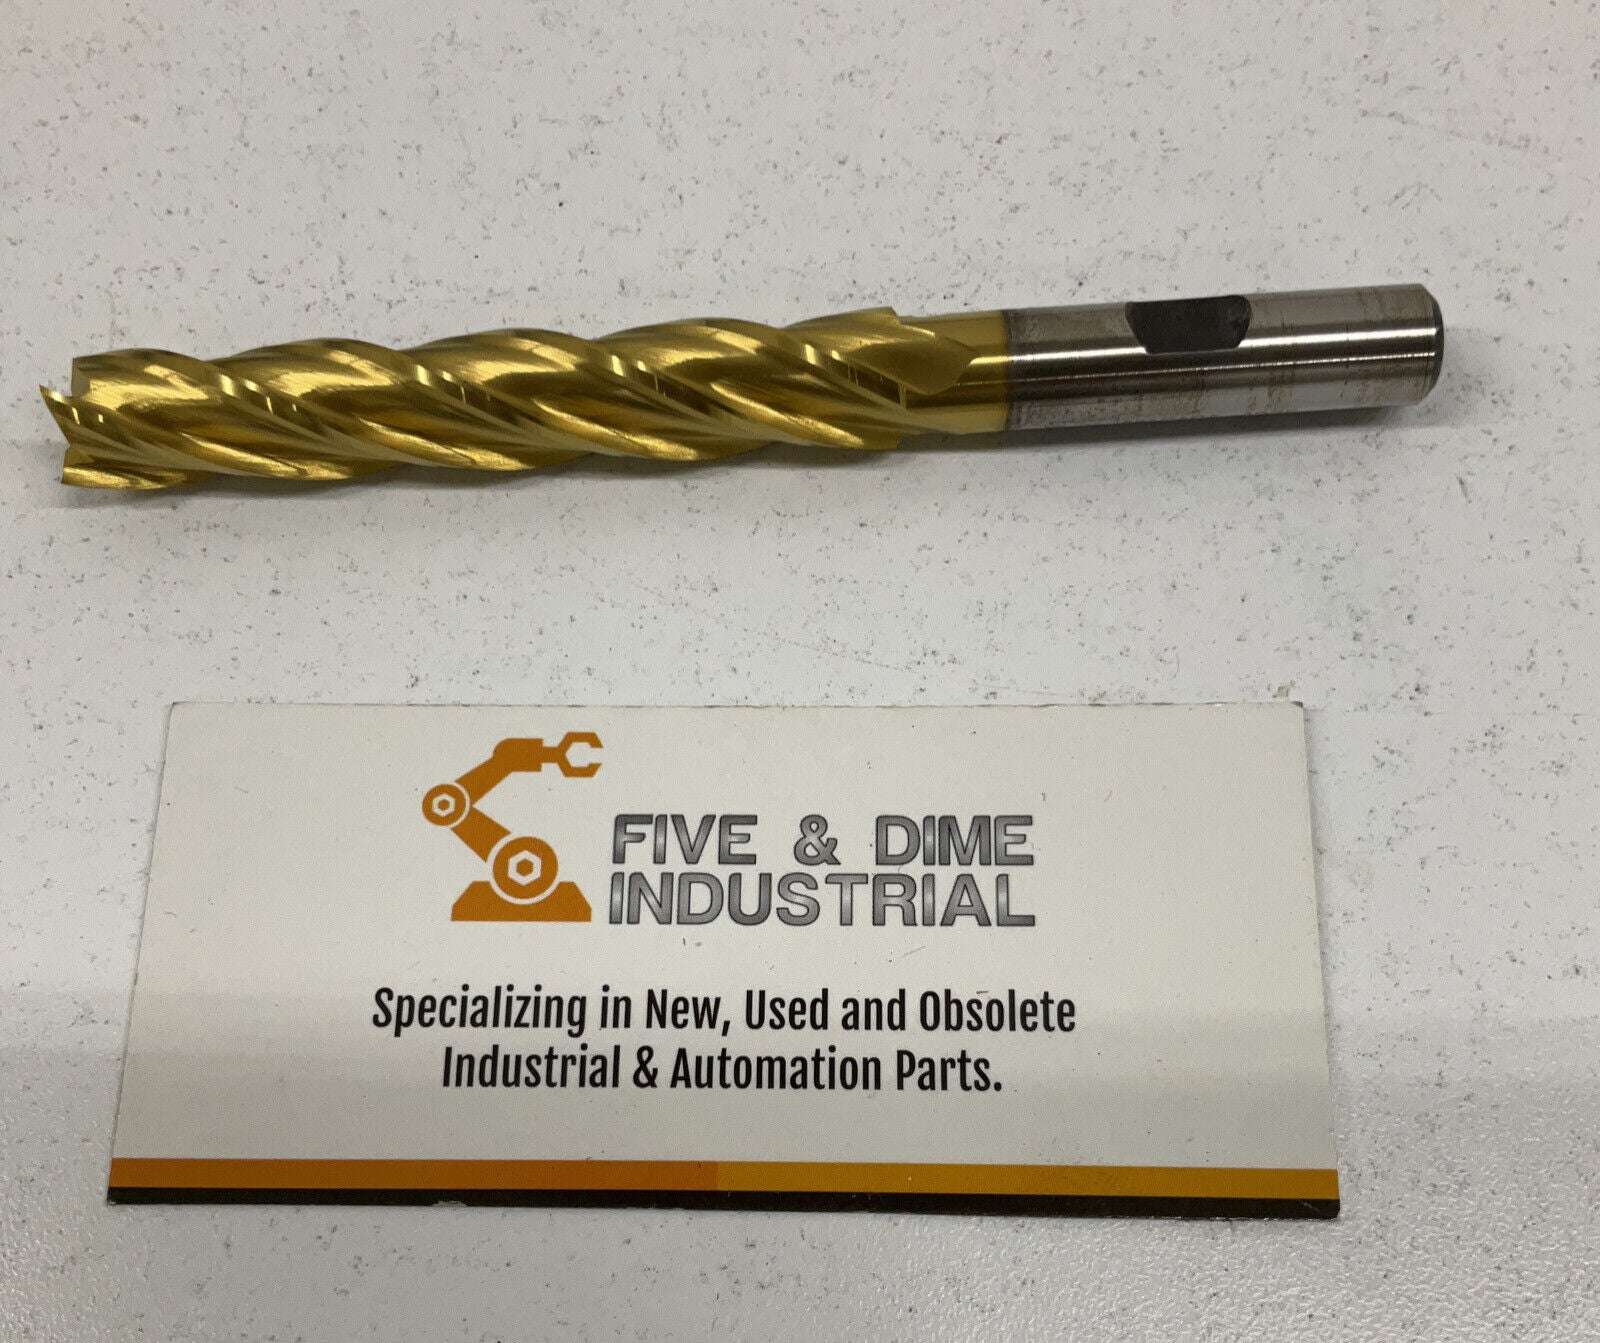 FIVE & DIME
INDUSTRIAL
Specializing in New, Used and Obsolete
Industrial & Automation Parts.